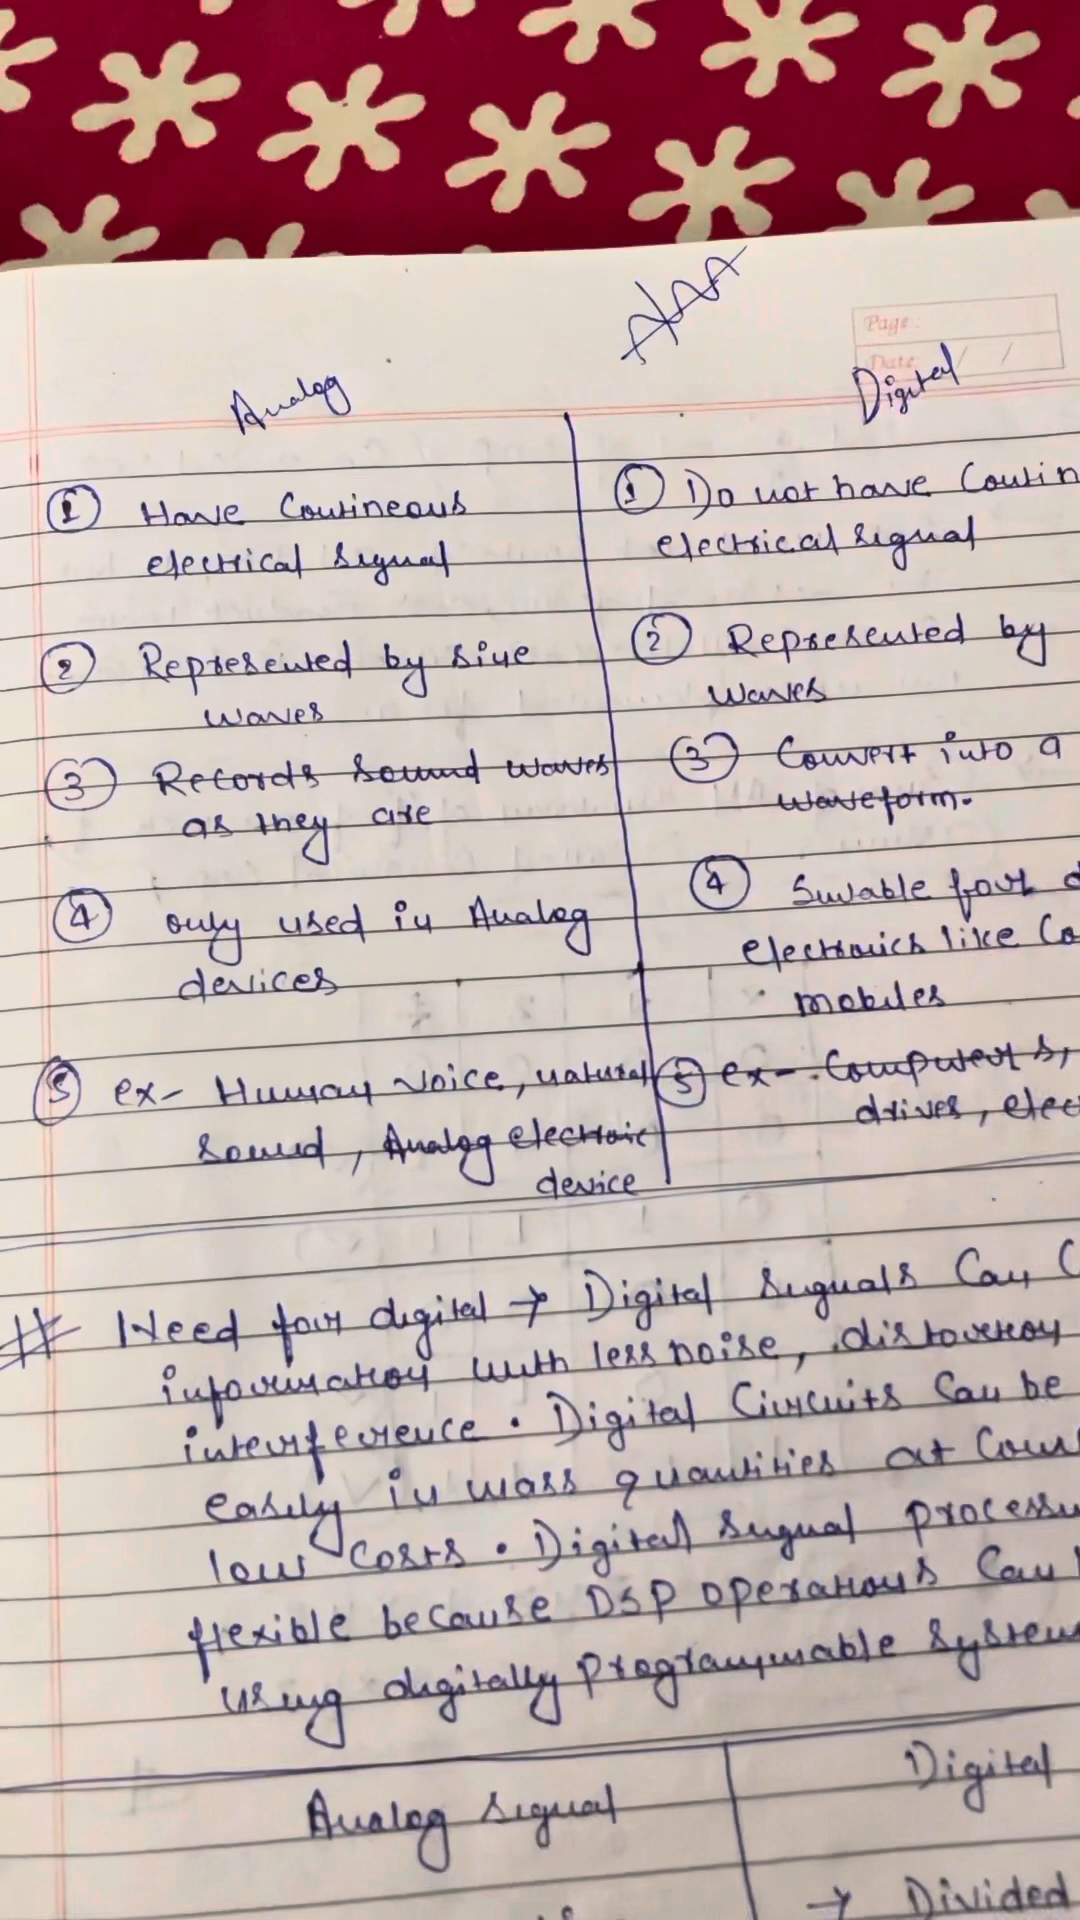 Page:
Date / /
Analog
Digital
① Have Coutineous
electrical signal
② Represented by sine
waves
③ Records sound waves
as they are
④ only used in Analog
devices
⑤ ex- Human voice, natural
sound, Analog electroic
device
① Do not have Contin
electrical signal
② Represented by
waves
③ Convert into a
waveform.
④ Suitable for d
electronics like Co
mobiles
⑤ ex- Computers,
drives, elec
# Need for digital → Digital signals Can C
information with less noise, distortion
interference. Digital Circuits Can be
easily in mass quantities at
low costs. Digital signal processi
flexible because DSP operations Can
using digitally programmable system
Analog signal
Digital
→ Divided